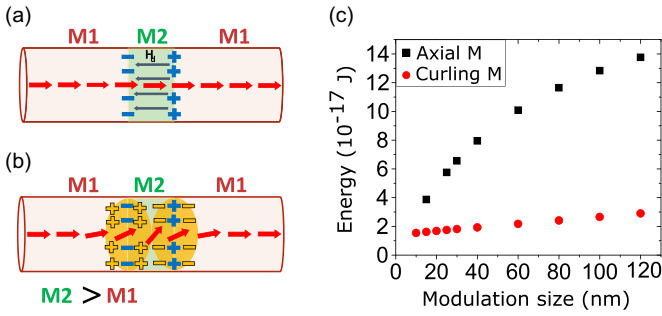 (a)
M1 M2 M1
Hd
(b)
M1 M2 M1
M2 > M1
(c)
Energy (10⁻¹⁷ J)
14
12
10
8
6
4
2
0
Axial M
Curling M
0 20 40 60 80 100 120
Modulation size (nm)